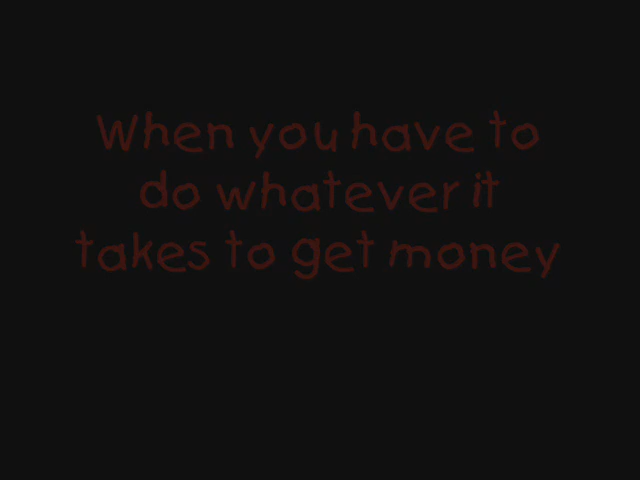 When you have to
do whatever it
takes to get money